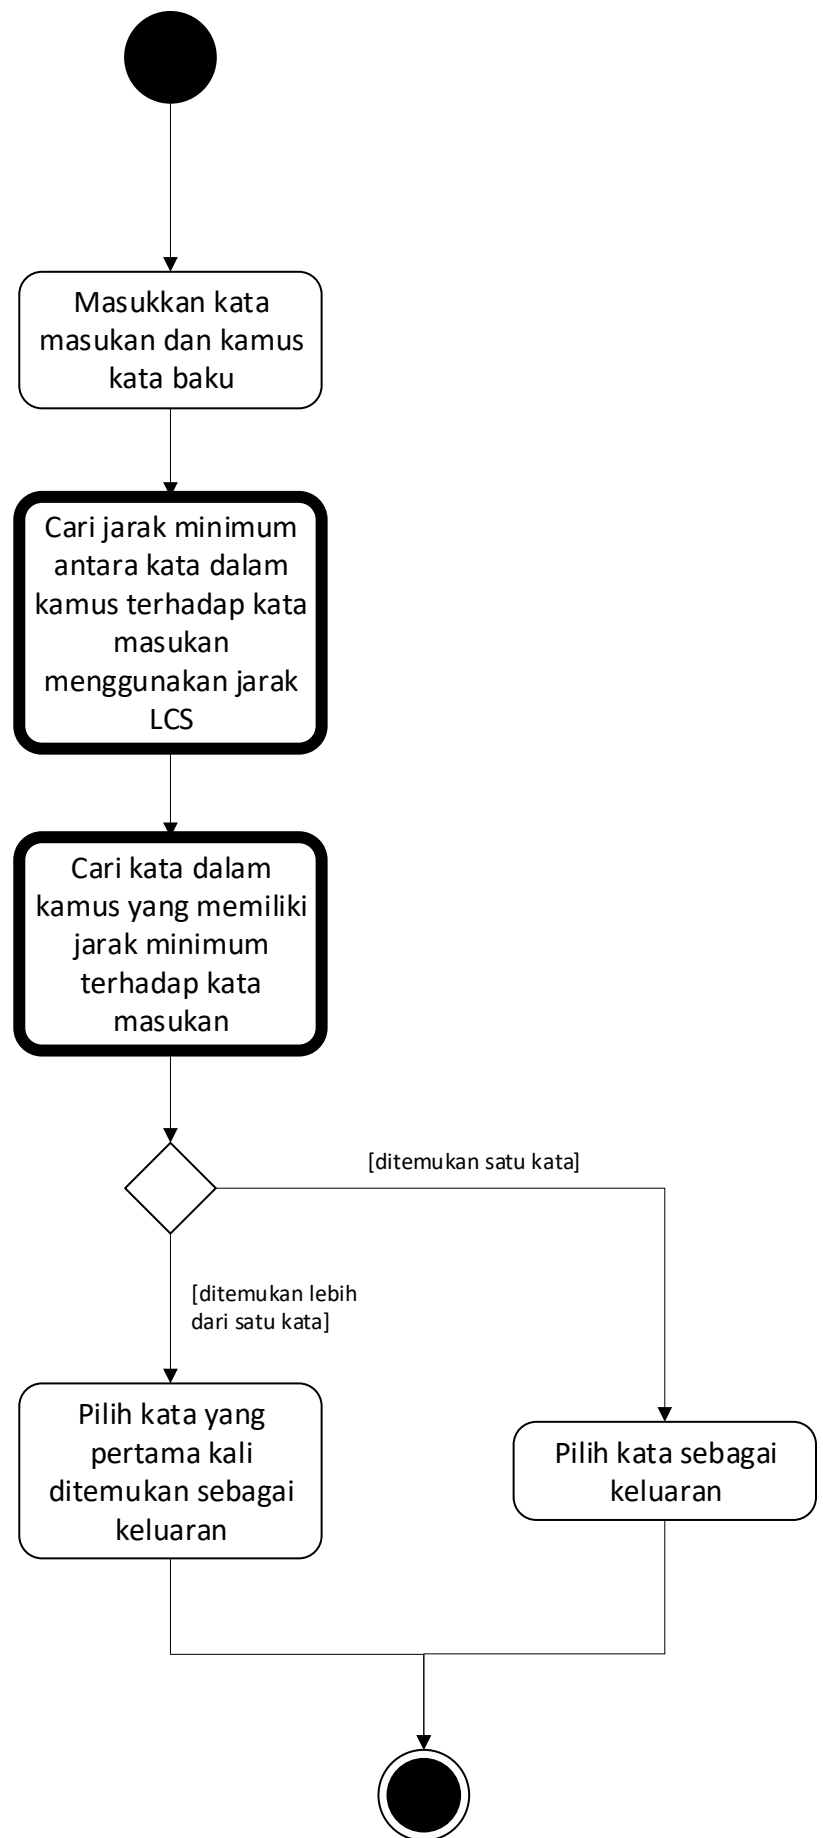 Masukkan kata
masukan dan kamus
kata baku
Cari jarak minimum
antara kata dalam
kamus terhadap kata
masukan
menggunakan jarak
LCS
Cari kata dalam
kamus yang memiliki
jarak minimum
terhadap kata
masukan
[ditemukan satu kata]
[ditemukan lebih
dari satu kata]
Pilih kata yang
pertama kali
ditemukan sebagai
keluaran
Pilih kata sebagai
keluaran